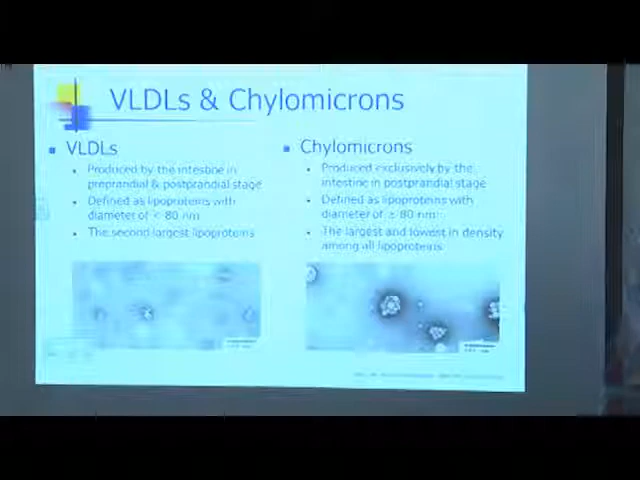 VLDLs & Chylomicrons
VLDLs
Produced by the intestine in
preprandial & postprandial stage
Defined as lipoproteins with
diameter of < 80 nm
The second largest lipoproteins
Chylomicrons
Produced exclusively by the
intestine in postprandial stage
Defined as lipoproteins with
diameter of ≥ 80 nm
The largest and lowest in density
among all lipoproteins